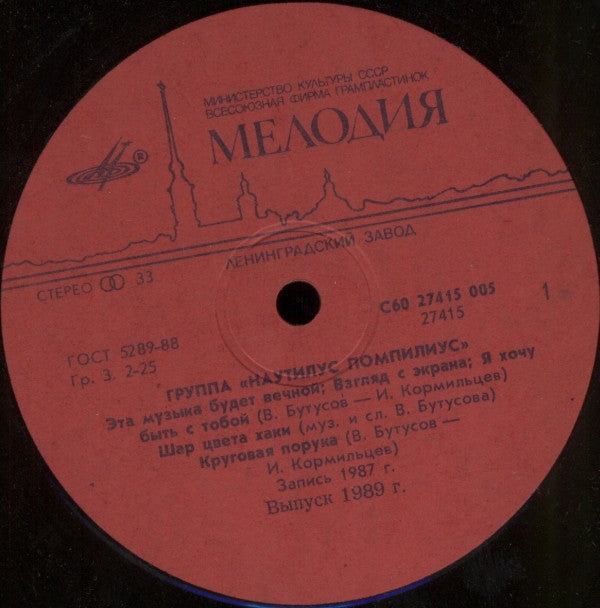 МИНИСТЕРСТВО КУЛЬТУРЫ СССР
ВСЕСОЮЗНАЯ ФИРМА ГРАМПЛАСТИНОК
МЕЛОДИЯ
®
ЛЕНИНГРАДСКИЙ ЗАВОД
СТЕРЕО 33
С60 27415 005
27415
1
ГОСТ 5289-88
Гр. 3. 2-25
ГРУППА «НАУТИЛУС ПОМПИЛИУС»
Эта музыка будет вечной; Взгляд с экрана; Я хочу
быть с тобой (В. Бутусов — И. Кормильцев)
Шар цвета хаки (муз. и сл. В. Бутусова)
Круговая порука (В. Бутусов —
И. Кормильцев)
Запись 1987 г.
Выпуск 1989 г.